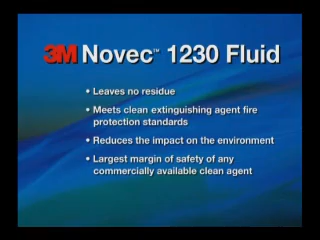 3M Novec™ 1230 Fluid
• Leaves no residue
• Meets clean extinguishing agent fire
protection standards
• Reduces the impact on the environment
• Largest margin of safety of any
commercially available clean agent